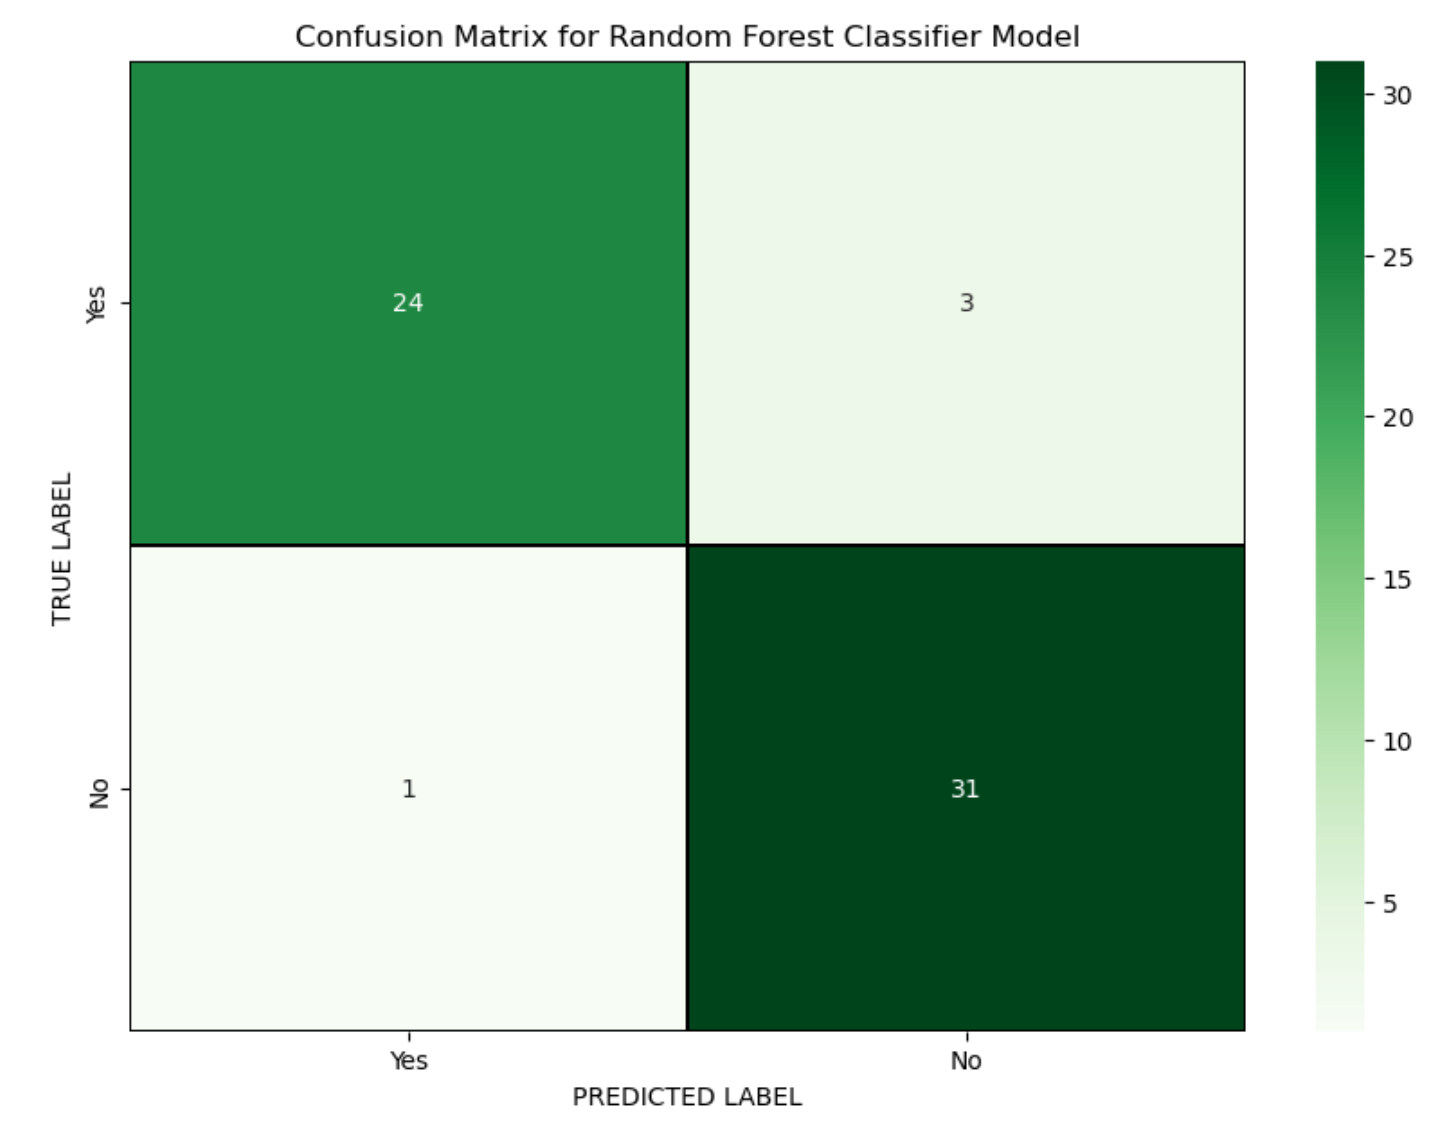 Confusion Matrix for Random Forest Classifier Model
TRUE LABEL
Yes
No
24
3
1
31
Yes
No
PREDICTED LABEL
30
25
20
15
10
5